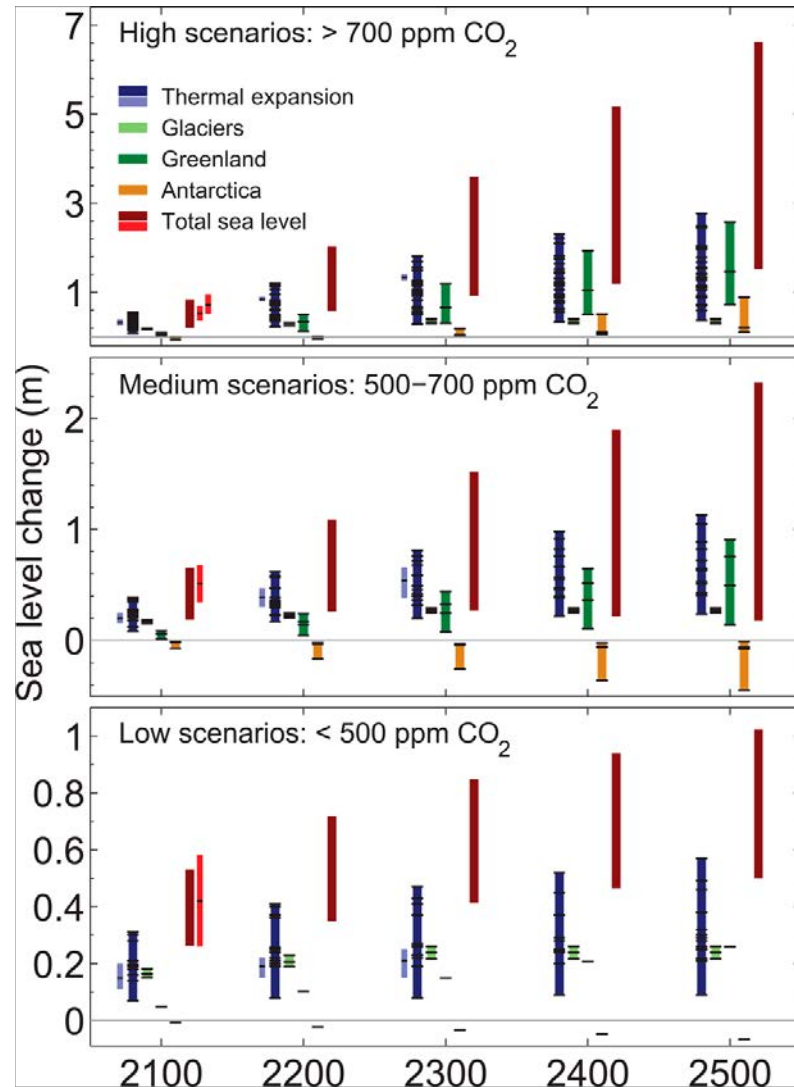 7
High scenarios: > 700 ppm CO2
Thermal expansion
5
Glaciers
Greenland
Antarctica
3
Total sea level
1
Sea level change (m)
Medium scenarios: 500−700 ppm CO2
2
1
0
1
Low scenarios: < 500 ppm CO2
0.8
0.6
0.4
0.2
0
2100 2200 2300 2400 2500